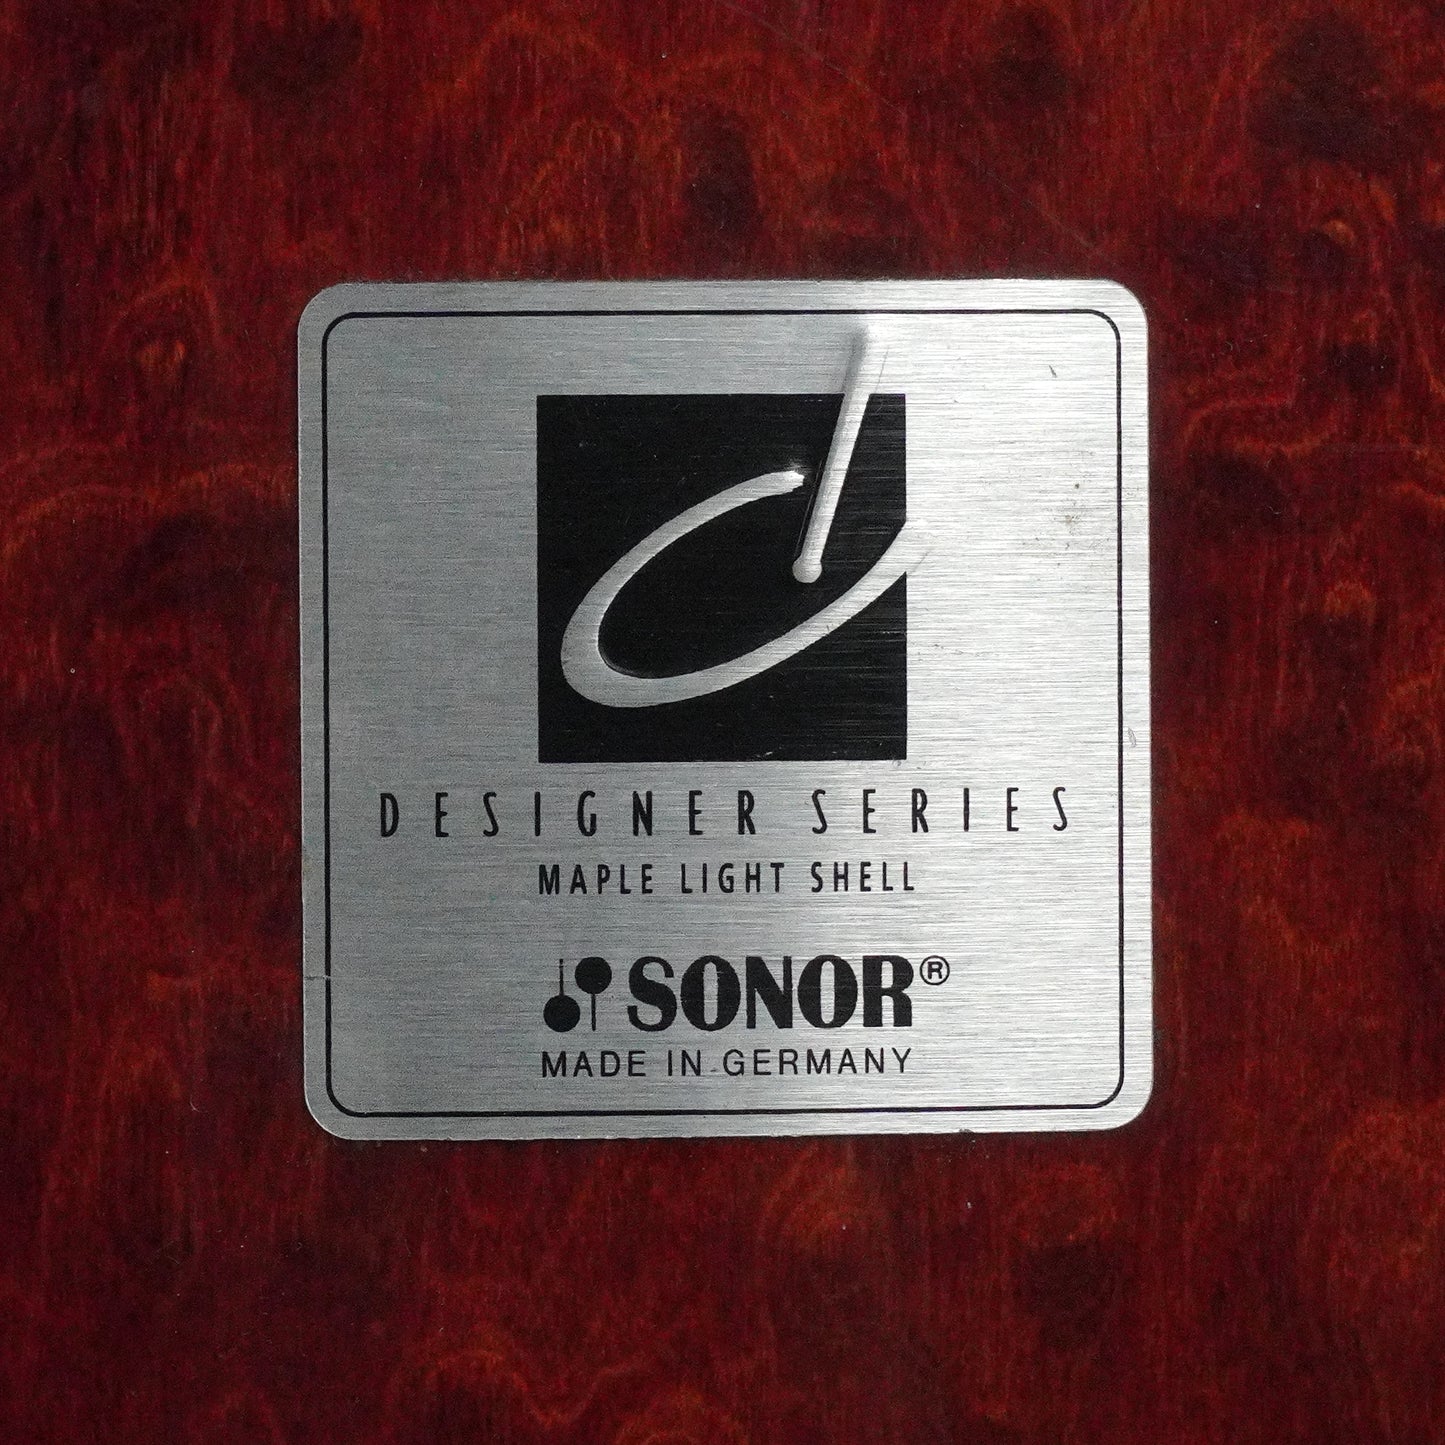 DESIGNER SERIES
MAPLE LIGHT SHELL
SONOR®
MADE IN GERMANY